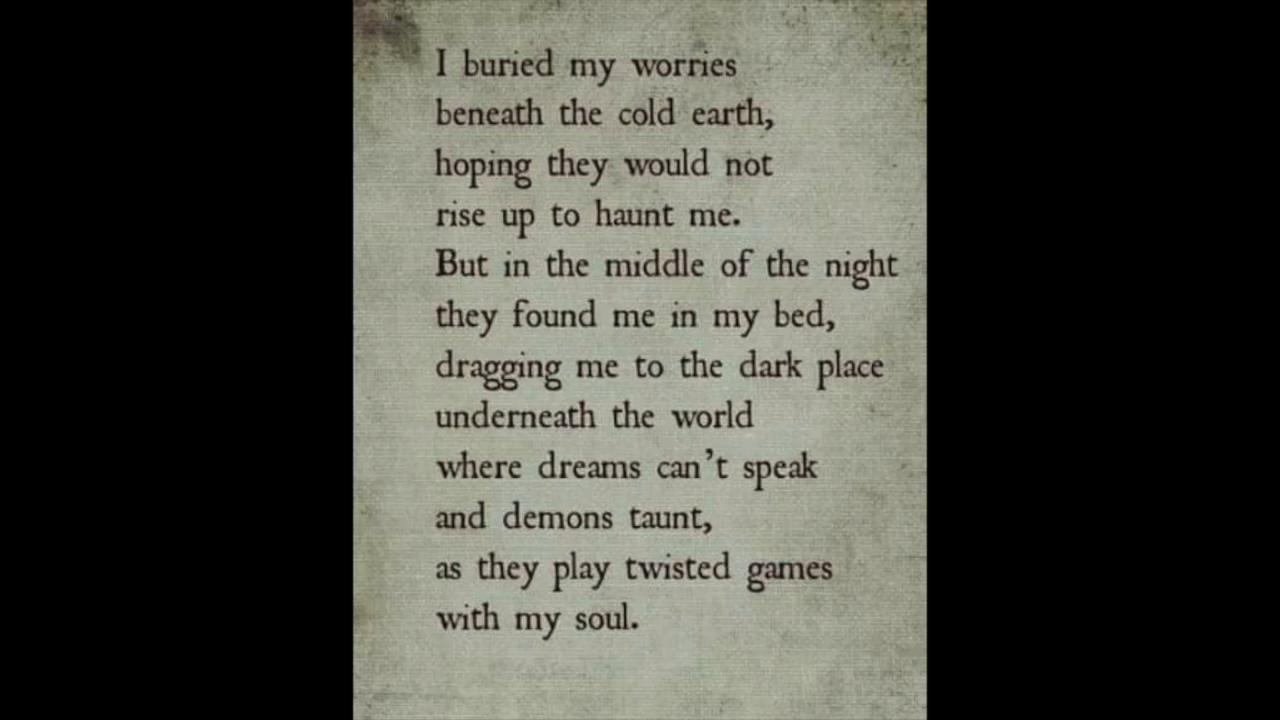 I buried my worries
beneath the cold earth,
hoping they would not
rise up to haunt me.
But in the middle of the night
they found me in my bed,
dragging me to the dark place
underneath the world
where dreams can't speak
and demons taunt,
as they play twisted games
with my soul.